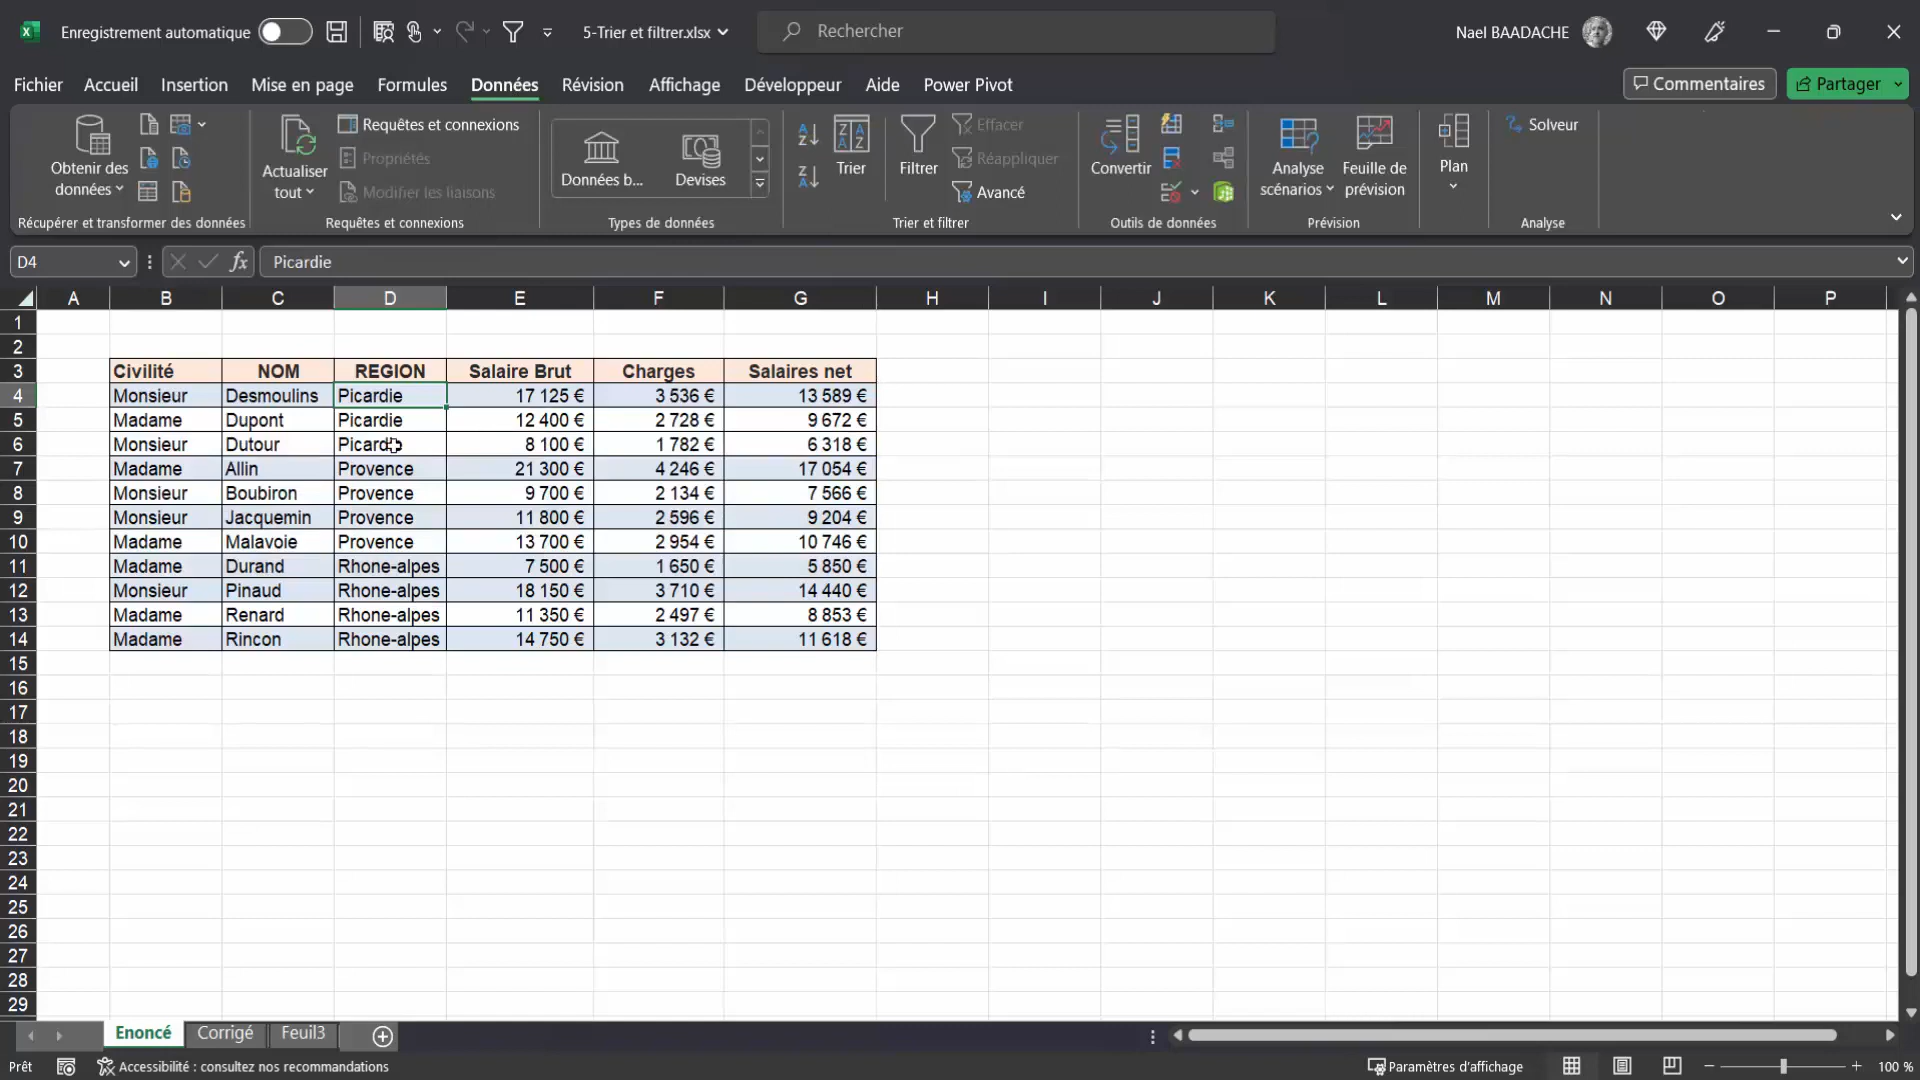 Enregistrement automatique 5-Trier et filtrer.xlsx Rechercher Nael BAADACHE
Fichier Accueil Insertion Mise en page Formules Données Révision Affichage Développeur Aide Power Pivot Commentaires Partager
Obtenir des données
Récupérer et transformer des données
Actualiser tout
Requêtes et connexions
Propriétés
Modifier les liaisons
Requêtes et connexions
Données b...
Devises
Types de données
Trier
Filtrer
Effacer
Réappliquer
Avancé
Trier et filtrer
Convertir
Outils de données
Analyse scénarios
Feuille de prévision
Prévision
Plan
Solveur
Analyse
D4 fx Picardie
A B C D E F G H I J K L M N O P
1
2
3 Civilité NOM REGION Salaire Brut Charges Salaires net
4 Monsieur Desmoulins Picardie 17 125 € 3 536 € 13 589 €
5 Madame Dupont Picardie 12 400 € 2 728 € 9 672 €
6 Monsieur Dutour Picardie 8 100 € 1 782 € 6 318 €
7 Madame Allin Provence 21 300 € 4 246 € 17 054 €
8 Monsieur Boubiron Provence 9 700 € 2 134 € 7 566 €
9 Monsieur Jacquemin Provence 11 800 € 2 596 € 9 204 €
10 Madame Malavoie Provence 13 700 € 2 954 € 10 746 €
11 Madame Durand Rhone-alpes 7 500 € 1 650 € 5 850 €
12 Monsieur Pinaud Rhone-alpes 18 150 € 3 710 € 14 440 €
13 Madame Renard Rhone-alpes 11 350 € 2 497 € 8 853 €
14 Madame Rincon Rhone-alpes 14 750 € 3 132 € 11 618 €
15
16
17
18
19
20
21
22
23
24
25
26
27
28
29
Enoncé Corrigé Feuil3
Prêt Accessibilité : consultez nos recommandations Paramètres d'affichage 100 %